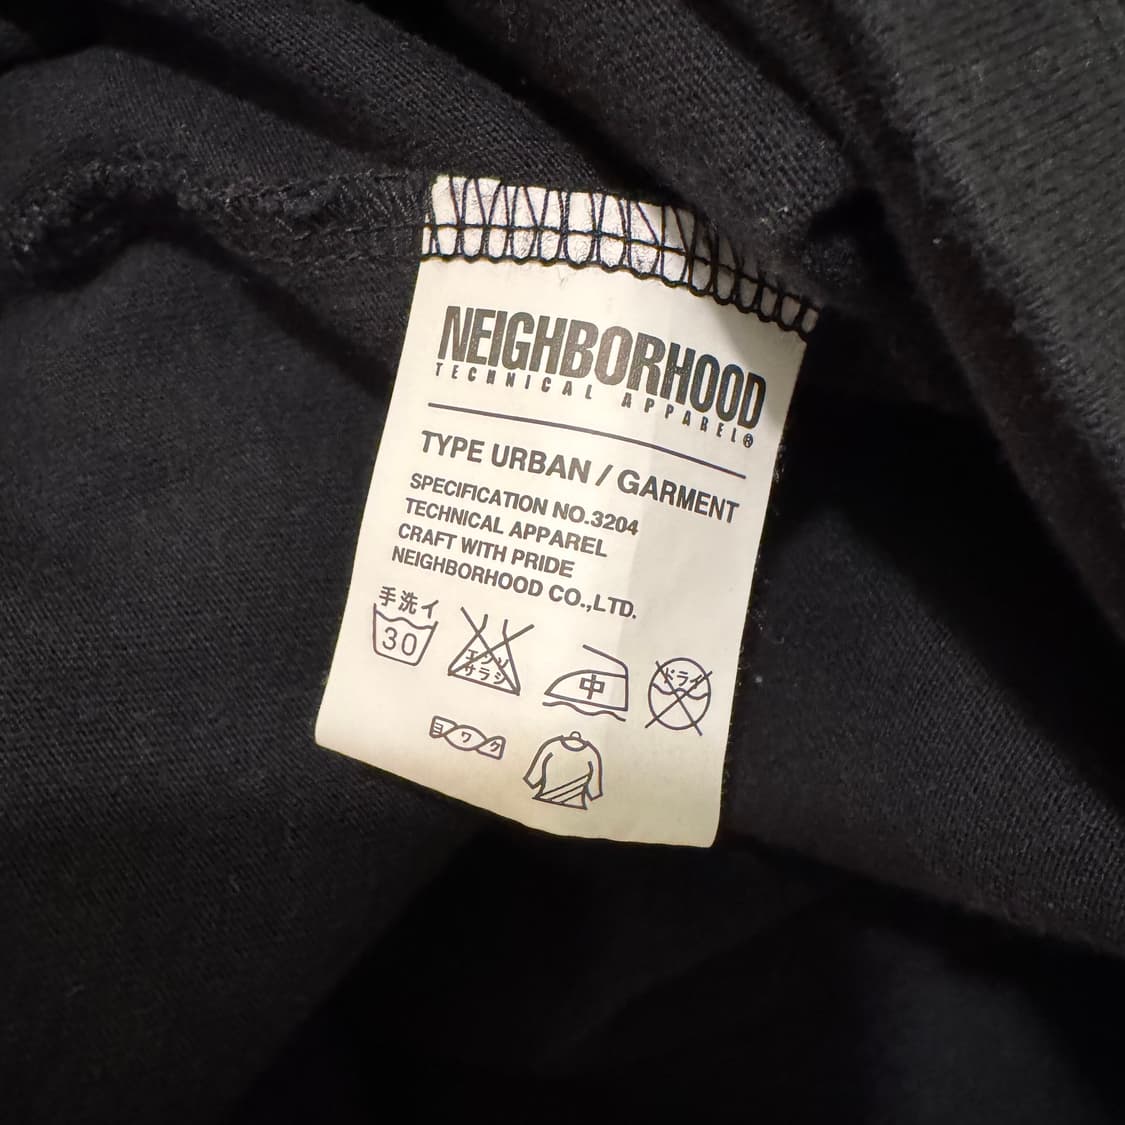 NEIGHBORHOOD
TECHNICAL APPAREL®
TYPE URBAN / GARMENT
SPECIFICATION NO.3204
TECHNICAL APPAREL
CRAFT WITH PRIDE
NEIGHBORHOOD CO.,LTD.
手洗イ
30
エンソ
サラシ
中
ドライ
ヨワク